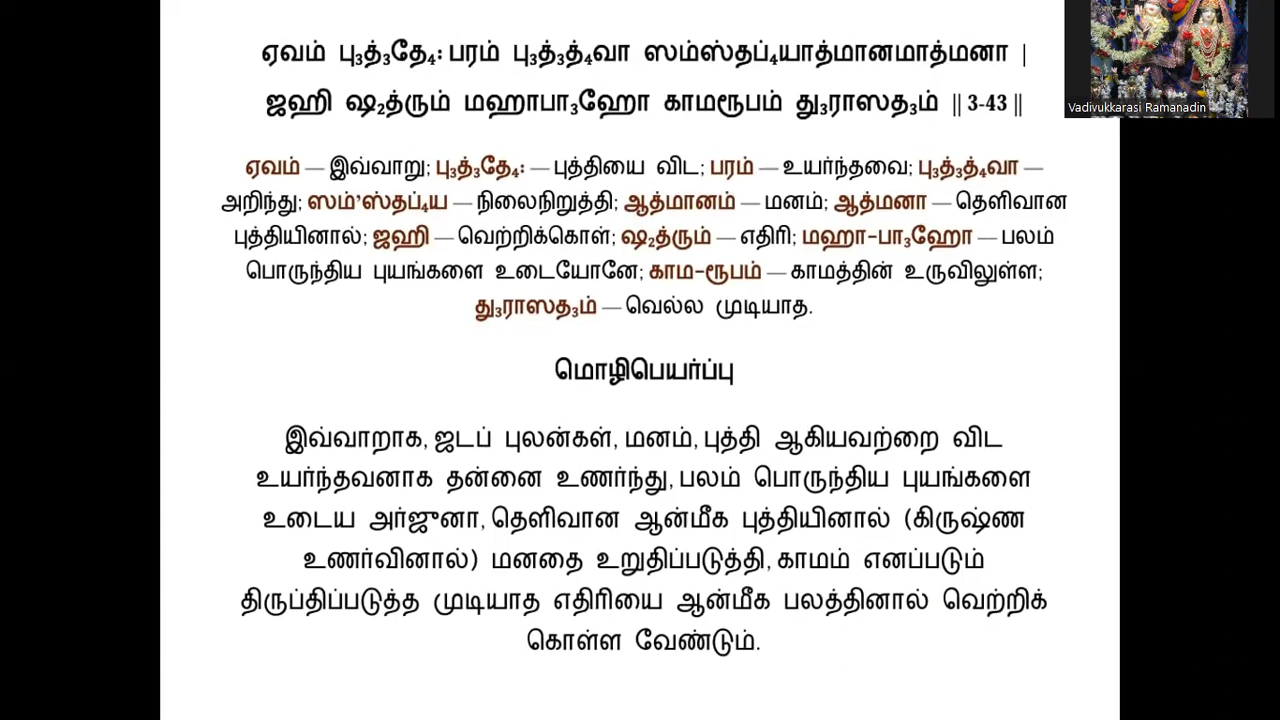 ஏவம் பு₃த்₃தே₄: பரம் பு₃த்₃த்₄வா ஸம்ஸ்தப்₄யாத்மானமாத்மனா |
ஜஹி ஷ₂த்ரும் மஹாபா₃ஹோ காமரூபம் து₃ராஸத₃ம் || 3-43 ||
Vadivukkarasi Ramanadin
ஏவம் — இவ்வாறு; பு₃த்₃தே₄: — புத்தியை விட; பரம் — உயர்ந்தவை; பு₃த்₃த்₄வா —
அறிந்து; ஸம்’ஸ்தப்₄ய — நிலைநிறுத்தி; ஆத்மானம் — மனம்; ஆத்மனா — தெளிவான
புத்தியினால்; ஜஹி — வெற்றிக்கொள்; ஷ₂த்ரும் — எதிரி; மஹா-பா₃ஹோ — பலம்
பொருந்திய புயங்களை உடையோனே; காம-ரூபம் — காமத்தின் உருவிலுள்ள;
து₃ராஸத₃ம் — வெல்ல முடியாத.
மொழிபெயர்ப்பு
இவ்வாறாக, ஜடப் புலன்கள், மனம், புத்தி ஆகியவற்றை விட
உயர்ந்தவனாக தன்னை உணர்ந்து, பலம் பொருந்திய புயங்களை
உடைய அர்ஜுனா, தெளிவான ஆன்மீக புத்தியினால் (கிருஷ்ண
உணர்வினால்) மனதை உறுதிப்படுத்தி, காமம் எனப்படும்
திருப்திப்படுத்த முடியாத எதிரியை ஆன்மீக பலத்தினால் வெற்றிக்
கொள்ள வேண்டும்.